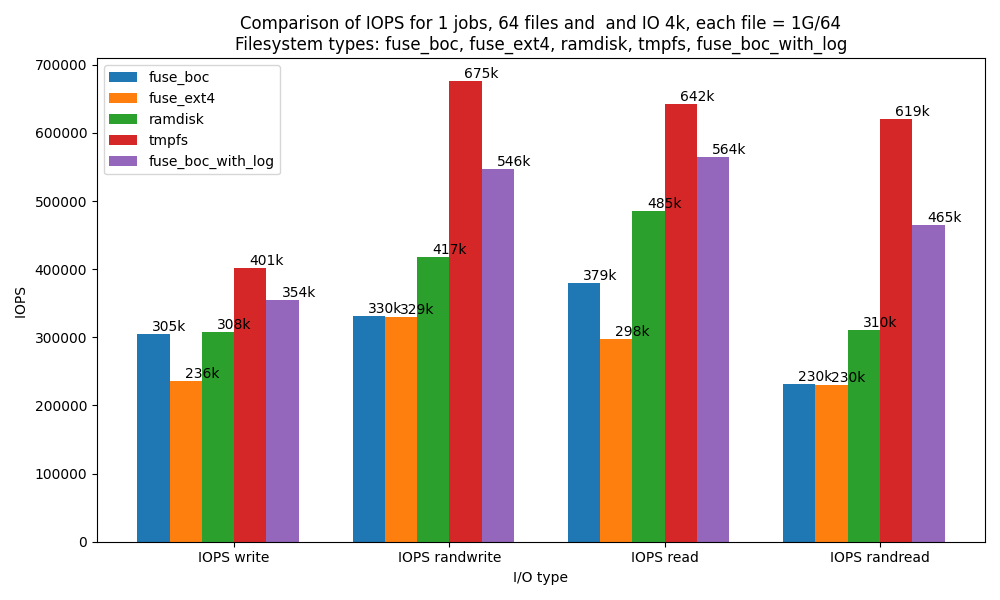 Comparison of IOPS for 1 jobs, 64 files and  and IO 4k, each file = 1G/64
Filesystem types: fuse_boc, fuse_ext4, ramdisk, tmpfs, fuse_boc_with_log
fuse_boc
fuse_ext4
ramdisk
tmpfs
fuse_boc_with_log
IOPS
700000
600000
500000
400000
300000
200000
100000
0
305k
236k
308k
401k
354k
330k
329k
417k
675k
546k
379k
298k
485k
642k
564k
230k
230k
310k
619k
465k
IOPS write
IOPS randwrite
IOPS read
IOPS randread
I/O type